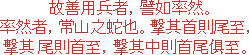 故善用兵者，譬如率然。
率然者，常山之蛇也。擊其首則尾至，
擊其尾則首至，擊其中則首尾俱至。